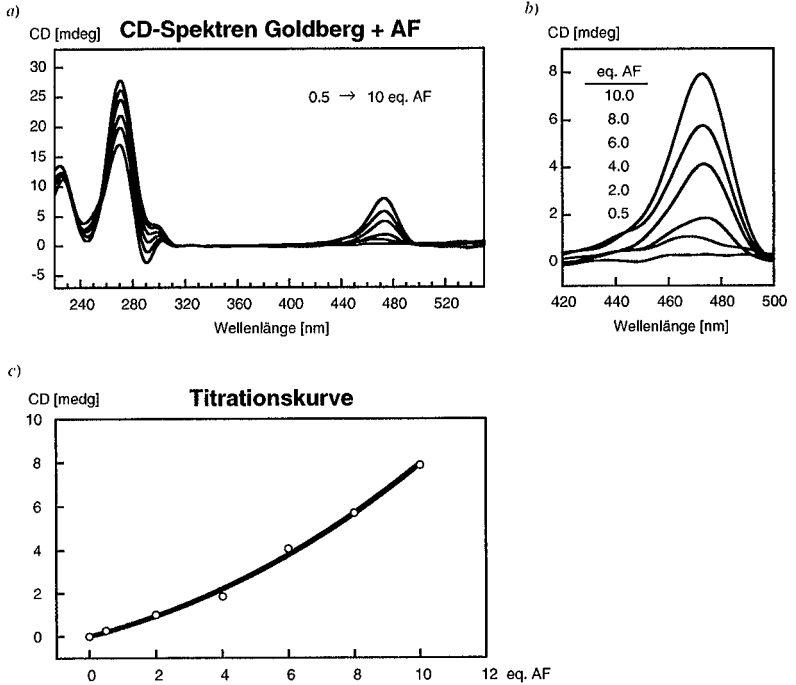 a)
CD-Spektren Goldberg + AF
CD [mdeg]
30
25
20
15
10
5
0
-5
0.5 → 10 eq. AF
240 280 320 360 400 440 480 520
Wellenlänge [nm]
b)
CD [mdeg]
8
6
4
2
0
eq. AF
10.0
8.0
6.0
4.0
2.0
0.5
420 440 460 480 500
Wellenlänge [nm]
c)
Titrationskurve
CD [medg]
10
8
6
4
2
0
0 2 4 6 8 10 12 eq. AF